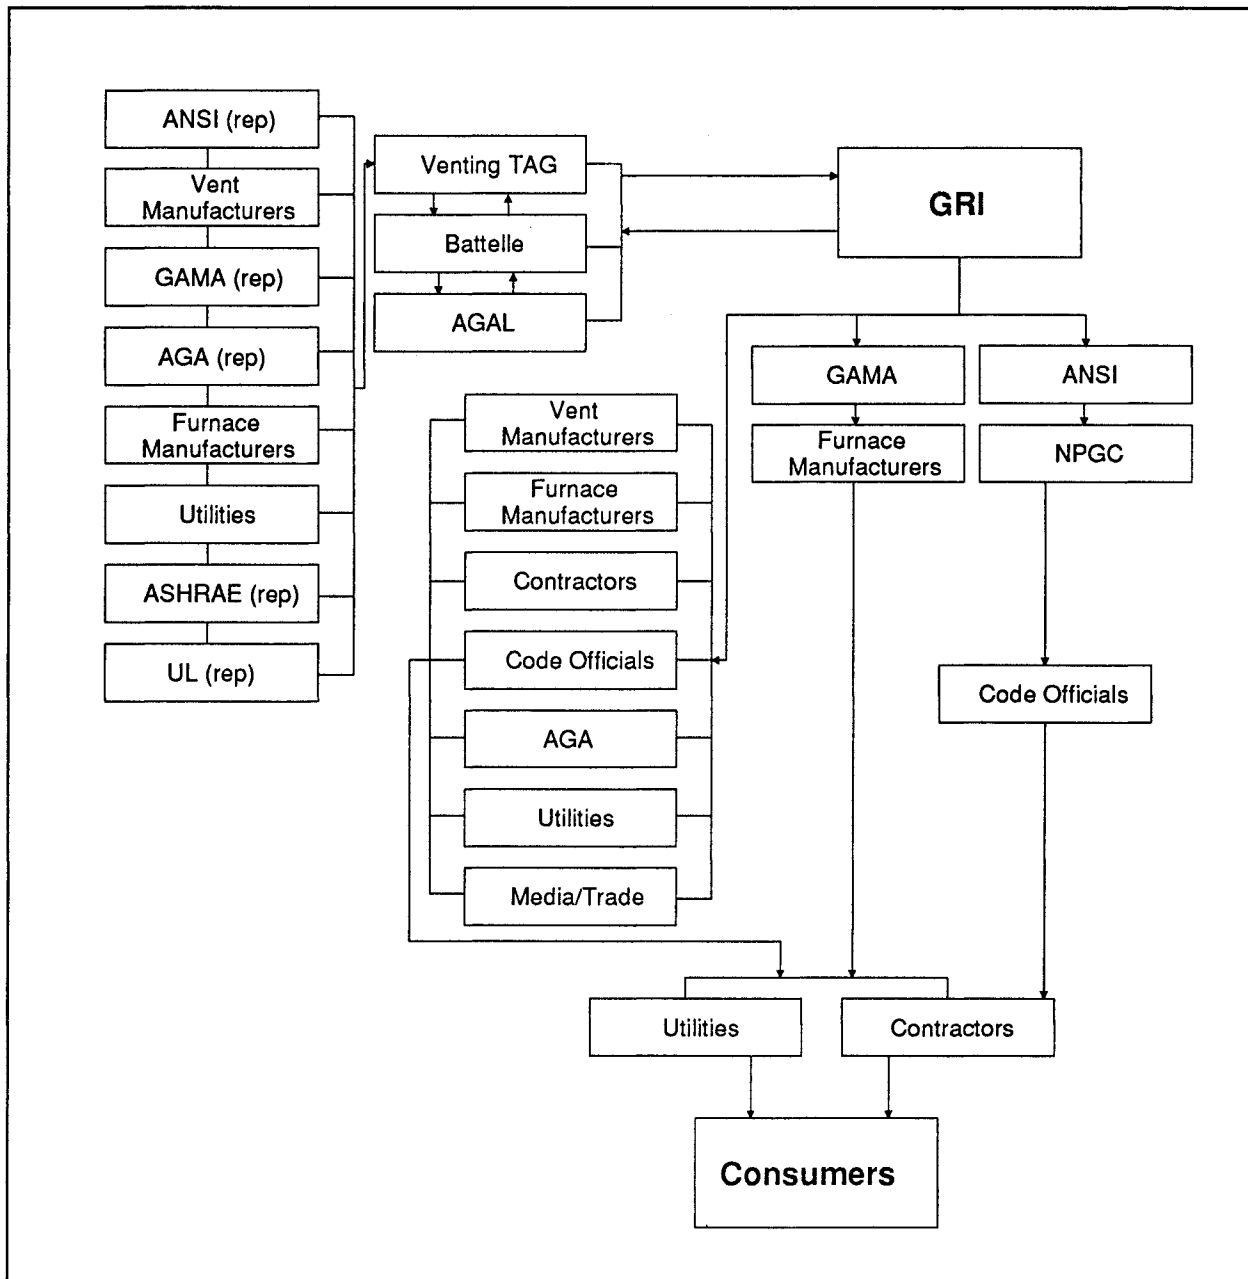 ANSI (rep)
Vent
Manufacturers
GAMA (rep)
AGA (rep)
Furnace
Manufacturers
Utilities
ASHRAE (rep)
UL (rep)
Venting TAG
Battelle
AGAL
GRI
GAMA
Furnace
Manufacturers
ANSI
NPGC
Code Officials
Vent
Manufacturers
Furnace
Manufacturers
Contractors
Code Officials
AGA
Utilities
Media/Trade
Utilities
Contractors
Consumers